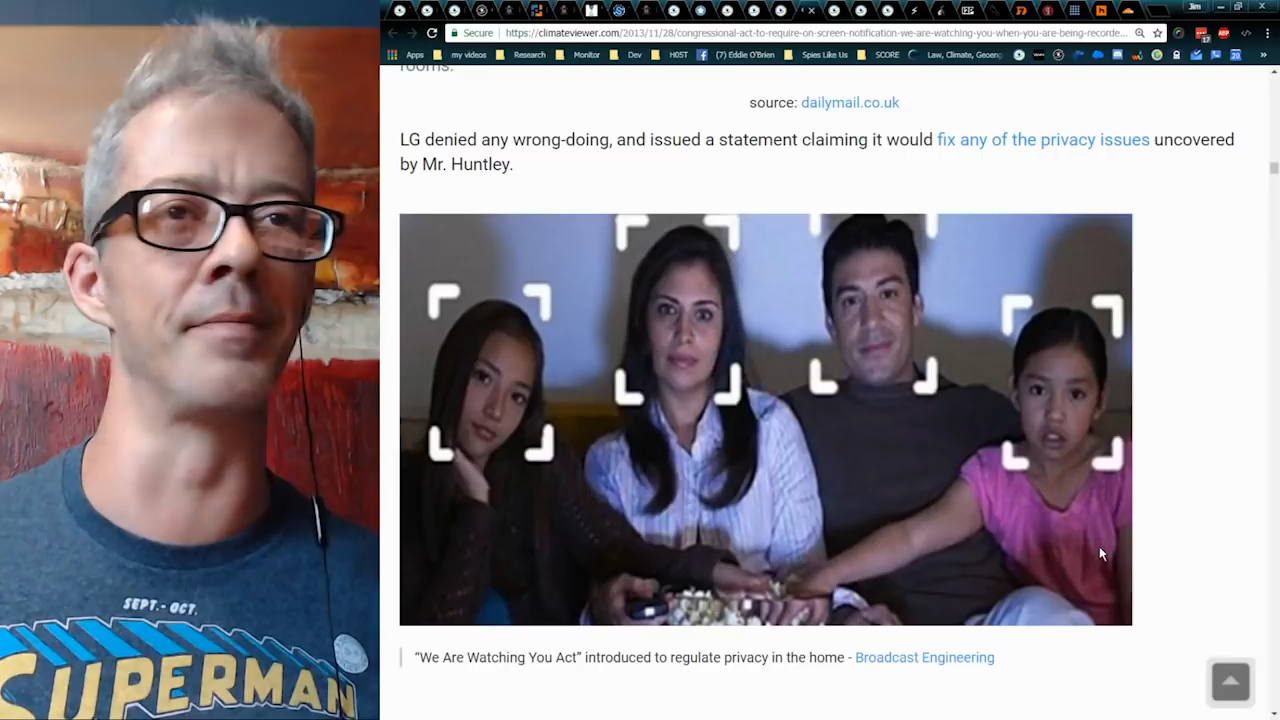 Jim
Secure
https://climateviewer.com/2013/11/28/congressional-act-to-require-on-screen-notification-we-are-watching-you-when-you-are-being-recorde...
Apps my videos Research Monitor Dev H05T (7) Eddie O'Brien Spies Like Us SCORE Law, Climate, Geoeng
rooms.
source: dailymail.co.uk
LG denied any wrong-doing, and issued a statement claiming it would fix any of the privacy issues uncovered
by Mr. Huntley.
SEPT.- OCT.
SUPERMAN
“We Are Watching You Act” introduced to regulate privacy in the home - Broadcast Engineering